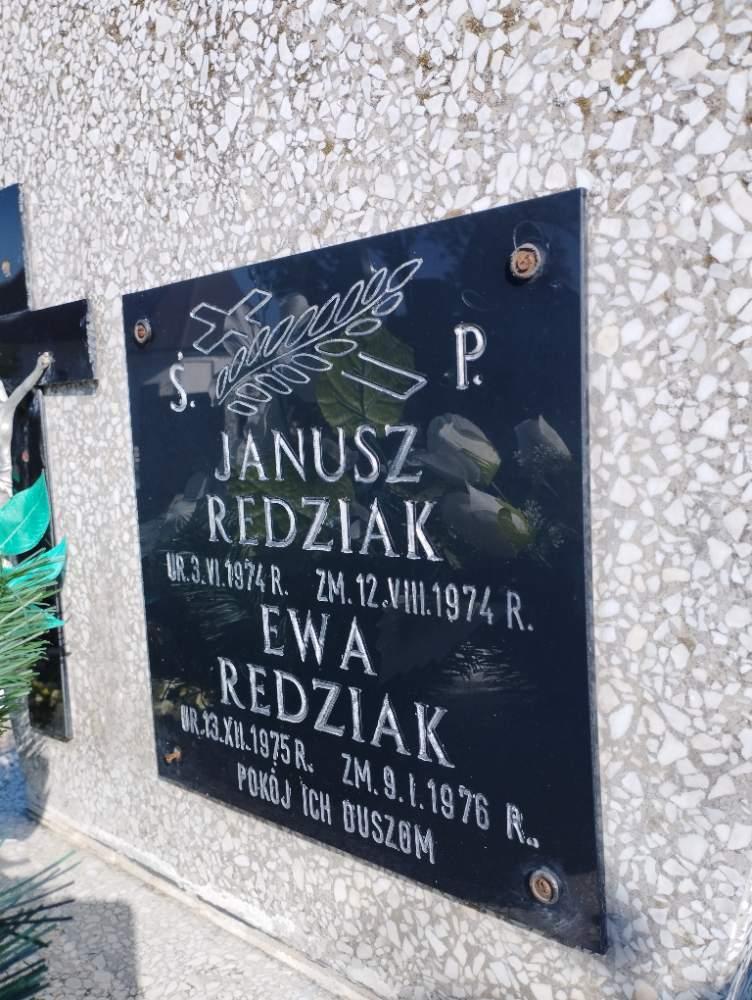 Ś. P.
JANUSZ
REDZIAK
UR.3.VI.1974 R. ZM.12.VIII.1974 R.
EWA
REDZIAK
UR.13.XII.1975 R. ZM.9.I.1976 R.
POKÓJ ICH DUSZOM